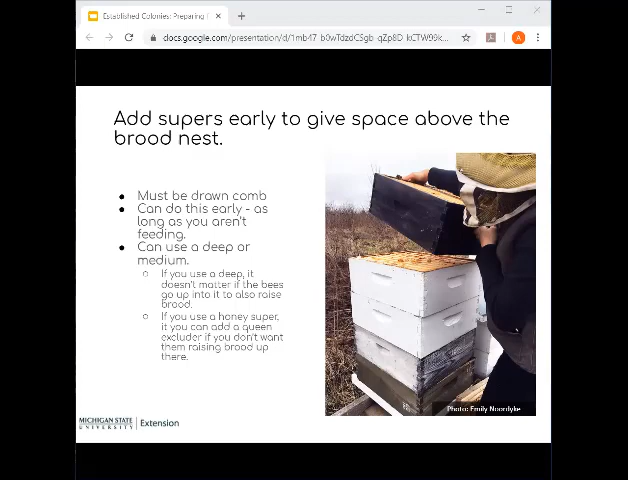 Established Colonies: Preparing f
docs.google.com/presentation/d/1mb47-b0wTdzdCSgb-qZp8D_kCTW99k...
A
Add supers early to give space above the
brood nest.
● Must be drawn comb
● Can do this early - as
long as you aren't
feeding.
● Can use a deep or
medium.
○ If you use a deep, it
doesn't matter if the bees
go up into it to also raise
brood.
○ If you use a honey super,
it you can add a queen
excluder if you don't want
them raising brood up
there.
Photo: Emily Noordyke
MICHIGAN STATE
UNIVERSITY
Extension